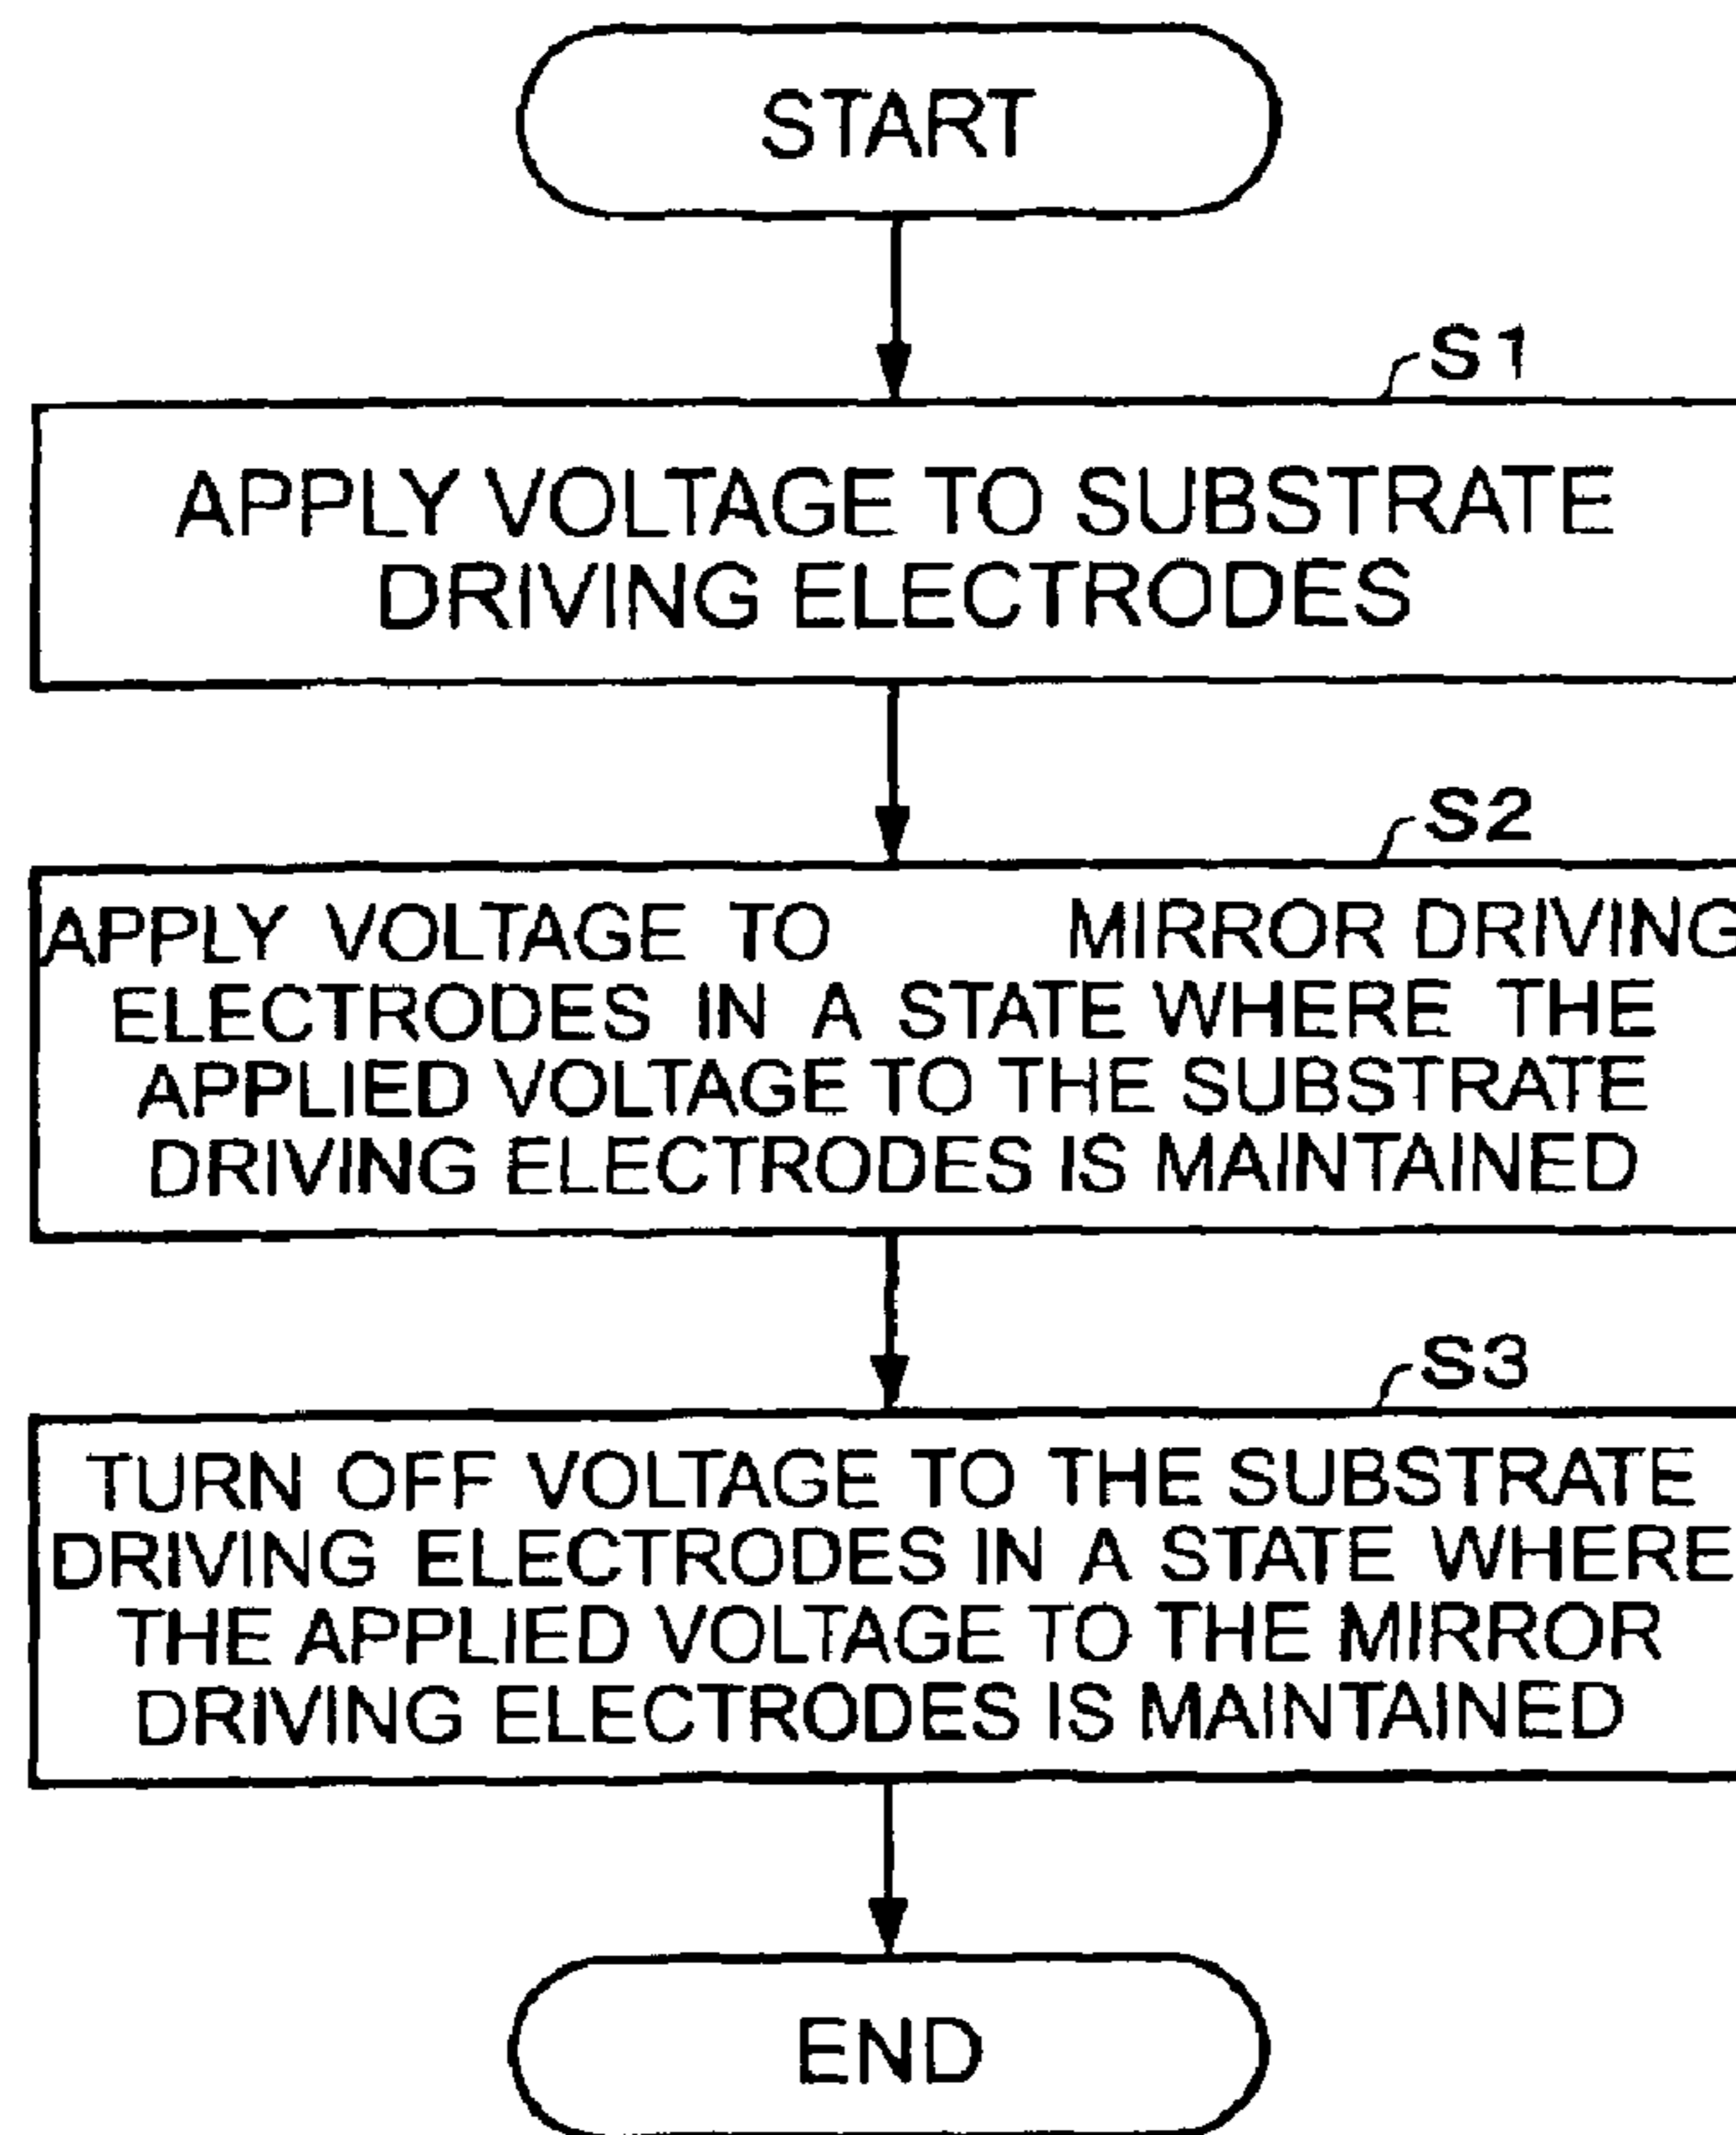 START
S1
APPLY VOLTAGE TO SUBSTRATE
DRIVING ELECTRODES
S2
APPLY VOLTAGE TO MIRROR DRIVING
ELECTRODES IN A STATE WHERE THE
APPLIED VOLTAGE TO THE SUBSTRATE
DRIVING ELECTRODES IS MAINTAINED
S3
TURN OFF VOLTAGE TO THE SUBSTRATE
DRIVING ELECTRODES IN A STATE WHERE
THE APPLIED VOLTAGE TO THE MIRROR
DRIVING ELECTRODES IS MAINTAINED
END